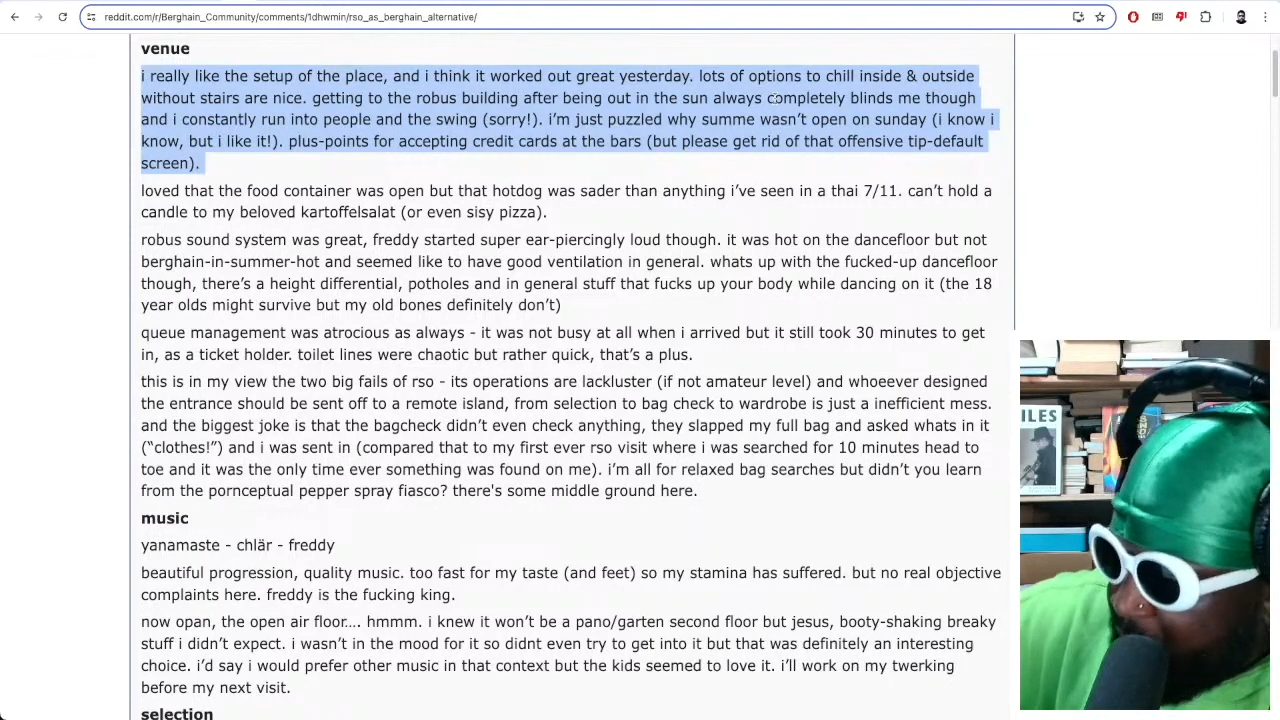 reddit.com/r/Berghain_Community/comments/1dhwmin/rso_as_berghain_alternative/
venue
i really like the setup of the place, and i think it worked out great yesterday. lots of options to chill inside & outside
without stairs are nice. getting to the robus building after being out in the sun always completely blinds me though
and i constantly run into people and the swing (sorry!). i’m just puzzled why summe wasn’t open on sunday (i know i
know, but i like it!). plus-points for accepting credit cards at the bars (but please get rid of that offensive tip-default
screen).
loved that the food container was open but that hotdog was sader than anything i’ve seen in a thai 7/11. can’t hold a
candle to my beloved kartoffelsalat (or even sisy pizza).
robus sound system was great, freddy started super ear-piercingly loud though. it was hot on the dancefloor but not
berghain-in-summer-hot and seemed like to have good ventilation in general. whats up with the fucked-up dancefloor
though, there’s a height differential, potholes and in general stuff that fucks up your body while dancing on it (the 18
year olds might survive but my old bones definitely don’t)
queue management was atrocious as always - it was not busy at all when i arrived but it still took 30 minutes to get
in, as a ticket holder. toilet lines were chaotic but rather quick, that’s a plus.
this is in my view the two big fails of rso - its operations are lackluster (if not amateur level) and whoeever designed
the entrance should be sent off to a remote island, from selection to bag check to wardrobe is just a inefficient mess.
and the biggest joke is that the bagcheck didn’t even check anything, they slapped my full bag and asked whats in it
(“clothes!”) and i was sent in (compared that to my first ever rso visit where i was searched for 10 minutes head to
toe and it was the only time ever something was found on me). i’m all for relaxed bag searches but didn’t you learn
from the pornceptual pepper spray fiasco? there's some middle ground here.
music
yanamaste - chlär - freddy
beautiful progression, quality music. too fast for my taste (and feet) so my stamina has suffered. but no real objective
complaints here. freddy is the fucking king.
now opan, the open air floor…. hmmm. i knew it won’t be a pano/garten second floor but jesus, booty-shaking breaky
stuff i didn’t expect. i wasn’t in the mood for it so didnt even try to get into it but that was definitely an interesting
choice. i’d say i would prefer other music in that context but the kids seemed to love it. i’ll work on my twerking
before my next visit.
selection
ILES